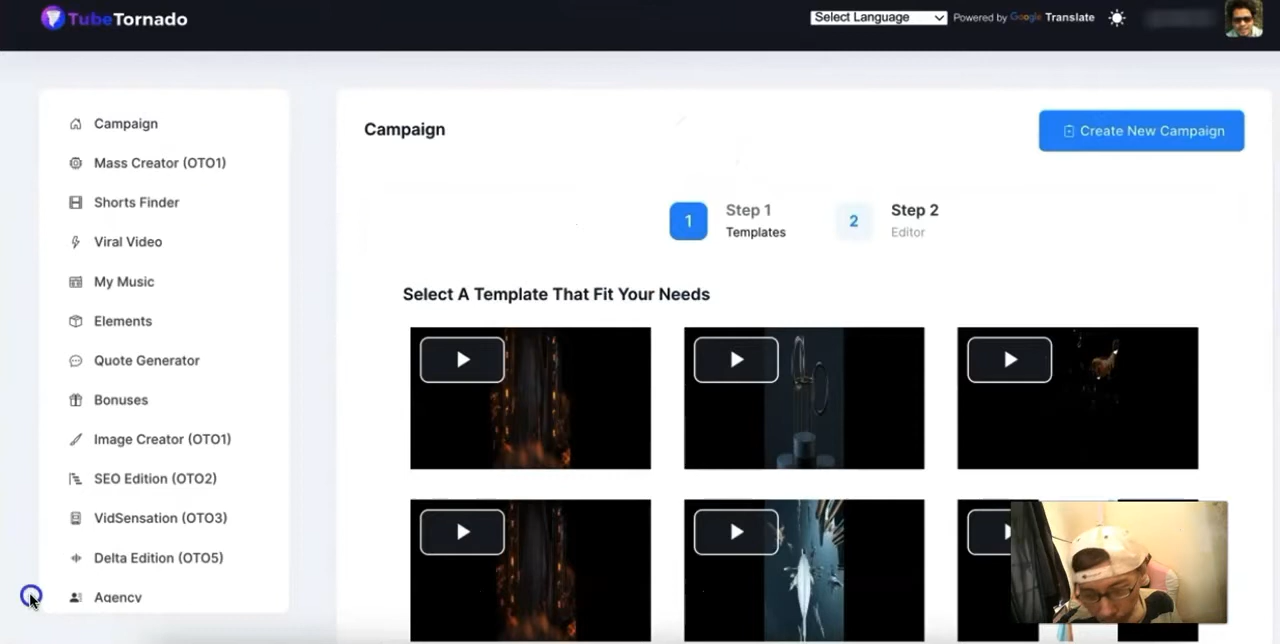 TubeTornado
Select Language
Powered by Google Translate
Campaign
Mass Creator (OTO1)
Shorts Finder
Viral Video
My Music
Elements
Quote Generator
Bonuses
Image Creator (OTO1)
SEO Edition (OTO2)
VidSensation (OTO3)
Delta Edition (OTO5)
Agency
Campaign
Create New Campaign
1
Step 1
Templates
2
Step 2
Editor
Select A Template That Fit Your Needs